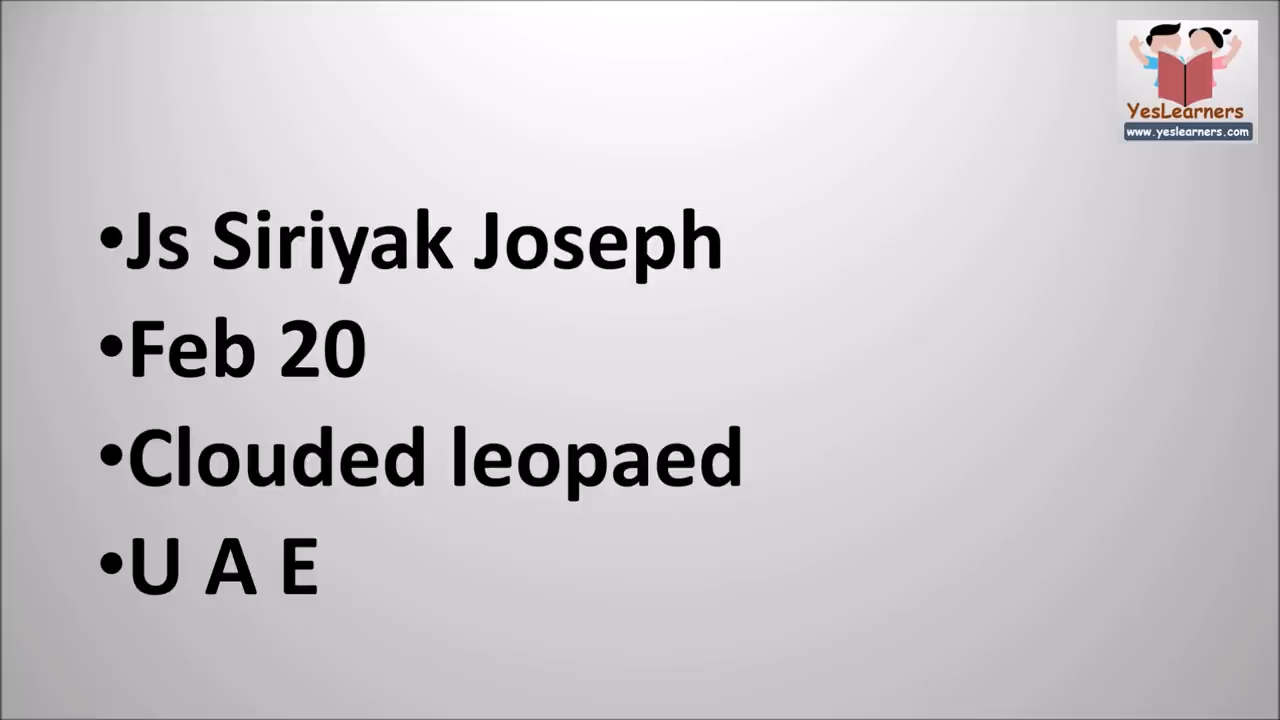 YesLearners
www.yeslearners.com
•Js Siriyak Joseph
•Feb 20
•Clouded leopaed
•U A E